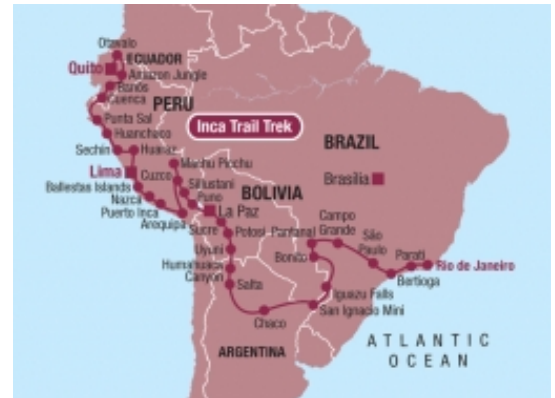 Otavalo
ECUADOR
Quito
Amazon Jungle
Banós
Cuenca
PERU
Punta Sal
Huanchaco
Inca Trail Trek
Sechin
Huaraz
BRAZIL
Machu Picchu
Lima
Cuzco
Brasilia
Sillustani
Ballestas Islands
Puno
BOLIVIA
Nazca
La Paz
Puerto Inca
Arequipa
Sucre
Potosi
Pantanal
Campo
Grande
São
Paulo
Parati
Rio de Janeiro
Uyuni
Bonito
Bertioga
Humahuaca
Canyon
Salta
Iguazu Falls
San Ignacio Mini
Chaco
ATLANTIC
OCEAN
ARGENTINA